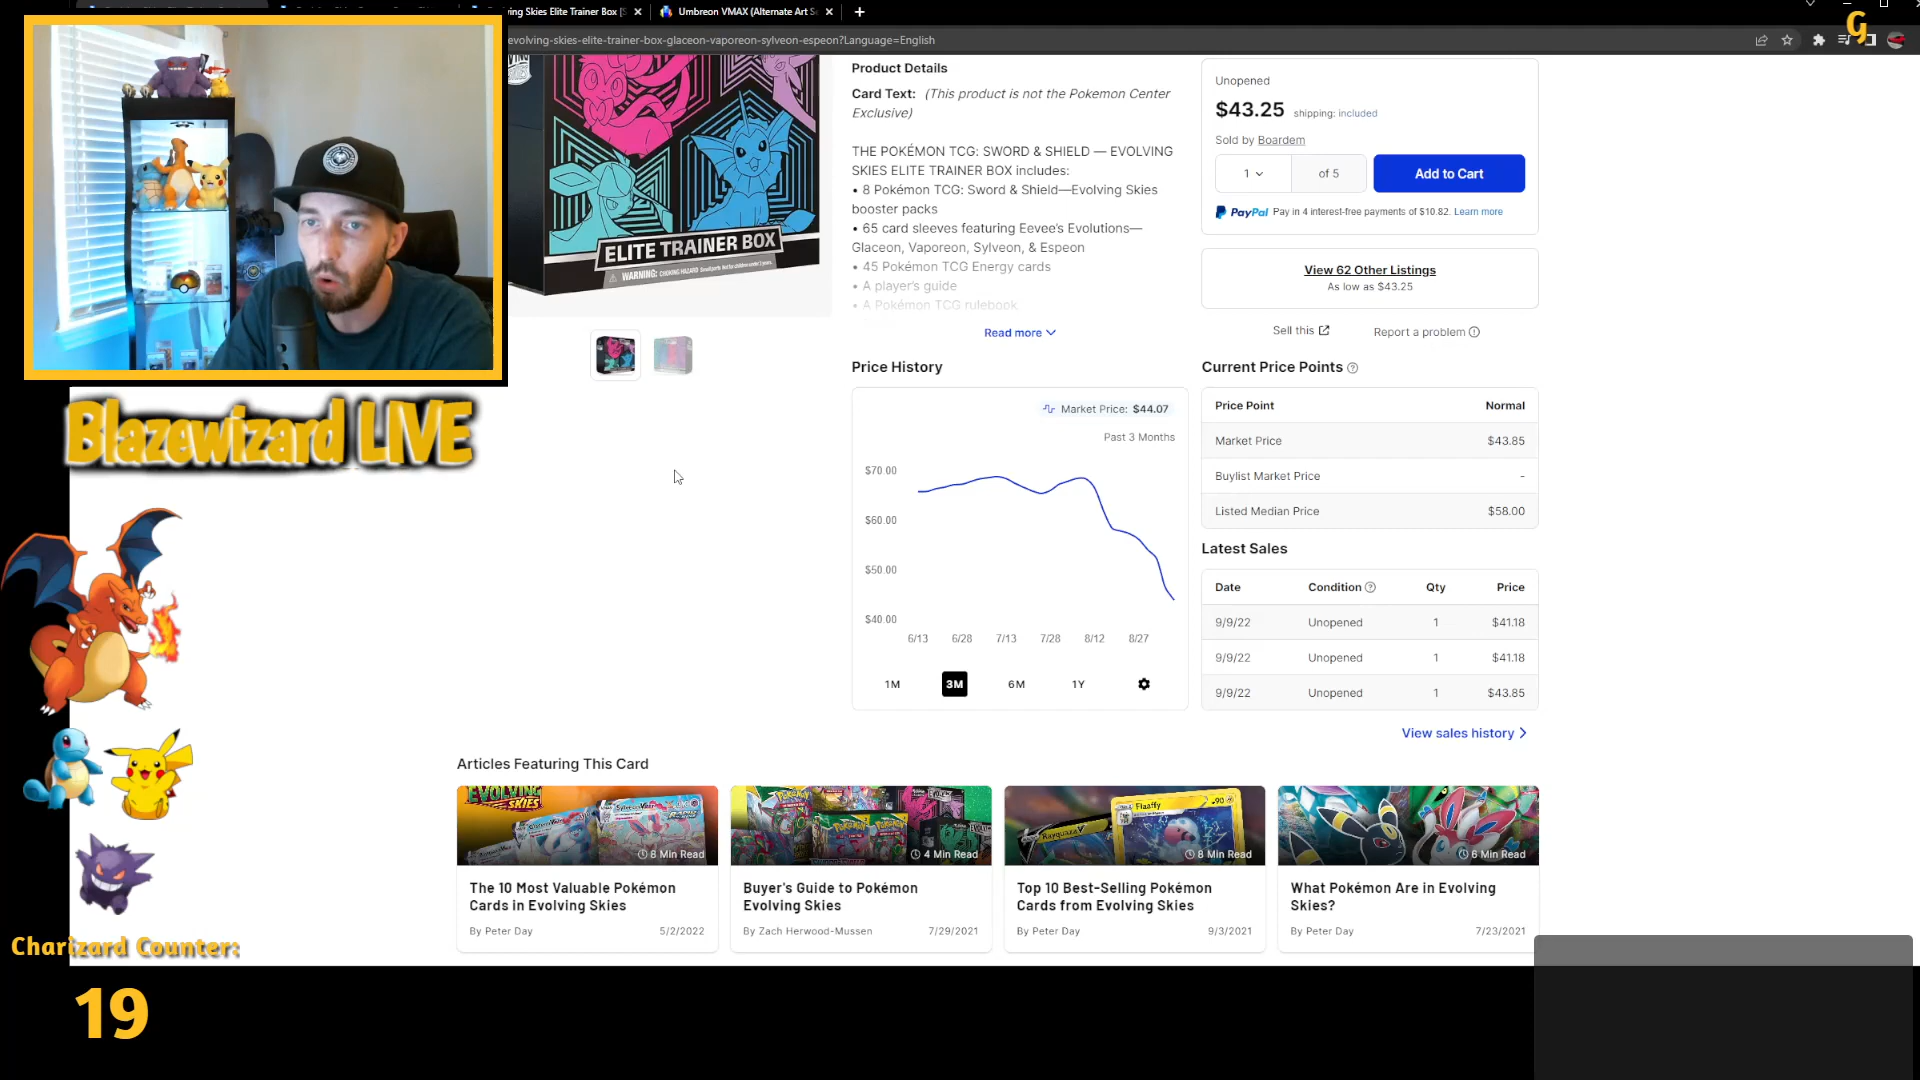 ving Skies Elite Trainer Box [S
Umbreon VMAX (Alternate Art S
evolving-skies-elite-trainer-box-glaceon-vaporeon-sylveon-espeon?Language=English
G
ELITE TRAINER BOX
WARNING:
Product Details
Card Text: (This product is not the Pokemon Center
Exclusive)
THE POKÉMON TCG: SWORD & SHIELD — EVOLVING
SKIES ELITE TRAINER BOX includes:
• 8 Pokémon TCG: Sword & Shield—Evolving Skies
booster packs
• 65 card sleeves featuring Eevee's Evolutions—
Glaceon, Vaporeon, Sylveon, & Espeon
• 45 Pokémon TCG Energy cards
• A player's guide
• A Pokémon TCG rulebook
Read more
Unopened
$43.25 shipping: included
Sold by Boardem
1 of 5 Add to Cart
PayPal Pay in 4 interest-free payments of $10.82. Learn more
View 62 Other Listings
As low as $43.25
Sell this
Report a problem
Price History
Market Price: $44.07
Past 3 Months
$70.00
$60.00
$50.00
$40.00
6/13 6/28 7/13 7/28 8/12 8/27
1M 3M 6M 1Y
Current Price Points
Price Point Normal
Market Price $43.85
Buylist Market Price -
Listed Median Price $58.00
Latest Sales
Date Condition Qty Price
9/9/22 Unopened 1 $41.18
9/9/22 Unopened 1 $41.18
9/9/22 Unopened 1 $43.85
View sales history
Articles Featuring This Card
EVOLVING
SKIES
8 Min Read
The 10 Most Valuable Pokémon
Cards in Evolving Skies
By Peter Day 5/2/2022
4 Min Read
Buyer's Guide to Pokémon
Evolving Skies
By Zach Herwood-Mussen 7/29/2021
Rayquaza
Flaaffy
90
8 Min Read
Top 10 Best-Selling Pokémon
Cards from Evolving Skies
By Peter Day 9/3/2021
6 Min Read
What Pokémon Are in Evolving
Skies?
By Peter Day 7/23/2021
Blazewizard LIVE
Charizard Counter:
19